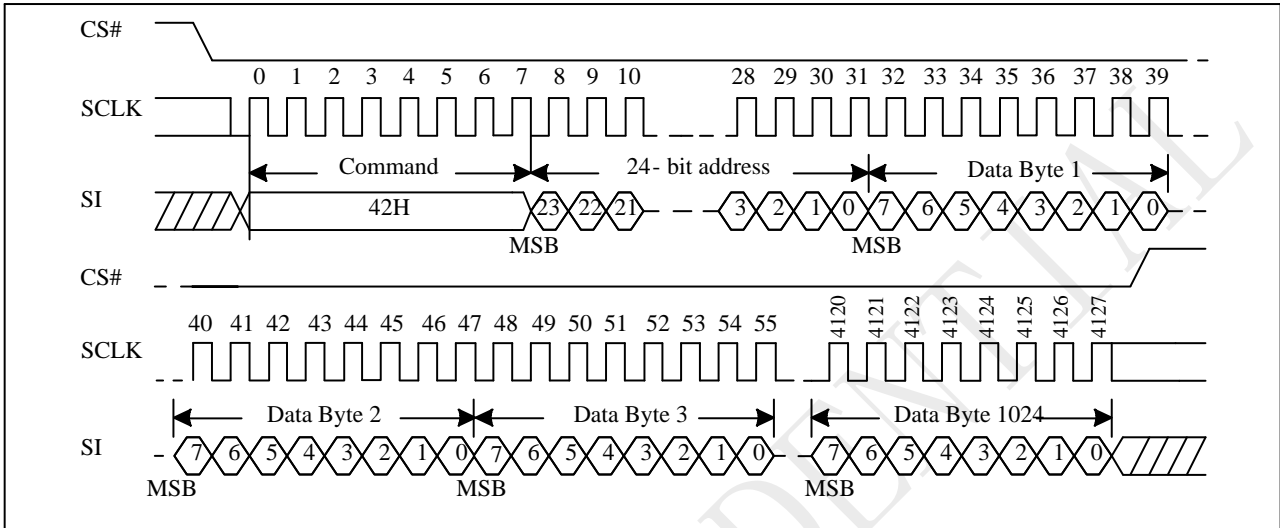 CS#
0 1 2 3 4 5 6 7 8 9 10 28 29 30 31 32 33 34 35 36 37 38 39
SCLK
Command 24- bit address Data Byte 1
SI 42H 23 22 21 3 2 1 0 7 6 5 4 3 2 1 0
MSB MSB
CS#
40 41 42 43 44 45 46 47 48 49 50 51 52 53 54 55 4120 4121 4122 4123 4124 4125 4126 4127
SCLK
Data Byte 2 Data Byte 3 Data Byte 1024
SI 7 6 5 4 3 2 1 0 7 6 5 4 3 2 1 0 7 6 5 4 3 2 1 0
MSB MSB MSB
DENTIAL